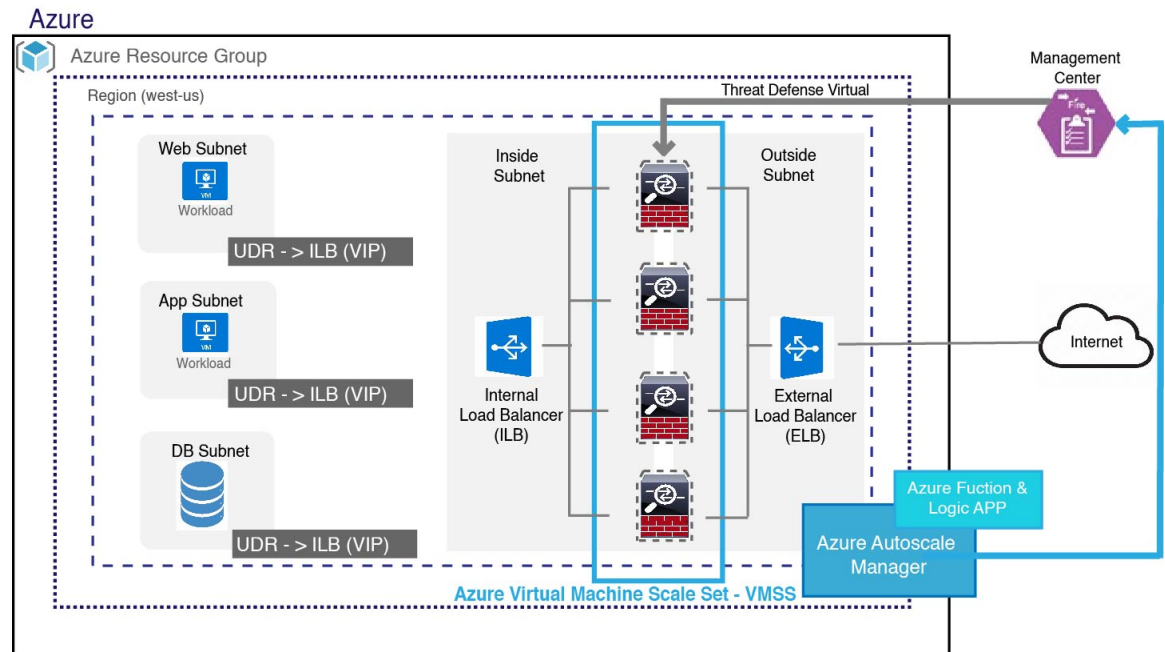 Azure
Azure Resource Group
Region (west-us)
Threat Defense Virtual
Management
Center
Fire
Web Subnet
VM
Workload
UDR - > ILB (VIP)
App Subnet
VM
Workload
UDR - > ILB (VIP)
DB Subnet
UDR - > ILB (VIP)
Inside
Subnet
Outside
Subnet
Internal
Load Balancer
(ILB)
External
Load Balancer
(ELB)
Internet
Azure Fuction &
Logic APP
Azure Autoscale
Manager
Azure Virtual Machine Scale Set - VMSS